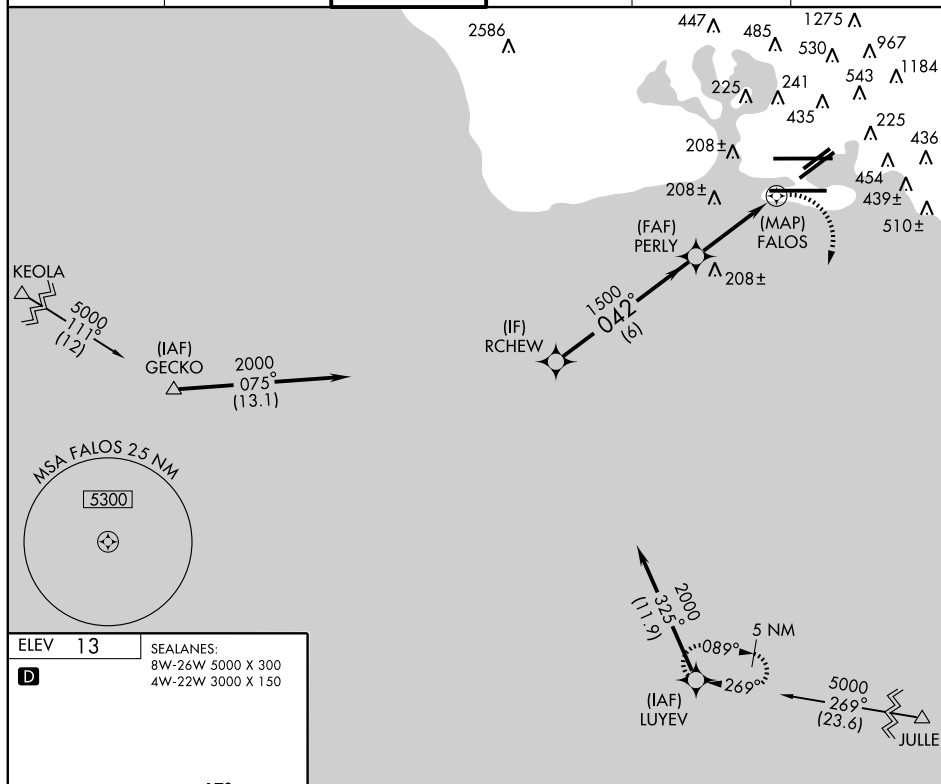 2586
447
1275
485
530
967
1184
225
241
543
435
225
436
208±
454
208±
439±
510±
(MAP)
FALOS
(FAF)
PERLY
208±
1500
042°
(6)
(IF)
RCHEW
KEOLA
5000
111°
(12)
(IAF)
GECKO
2000
075°
(13.1)
MSA FALOS 25 NM
5300
2000
325°
(11.9)
5 NM
089°
269°
(IAF)
LUYEV
5000
269°
(23.6)
JULLE
ELEV 13
D
SEALANES:
8W-26W 5000 X 300
4W-22W 3000 X 150